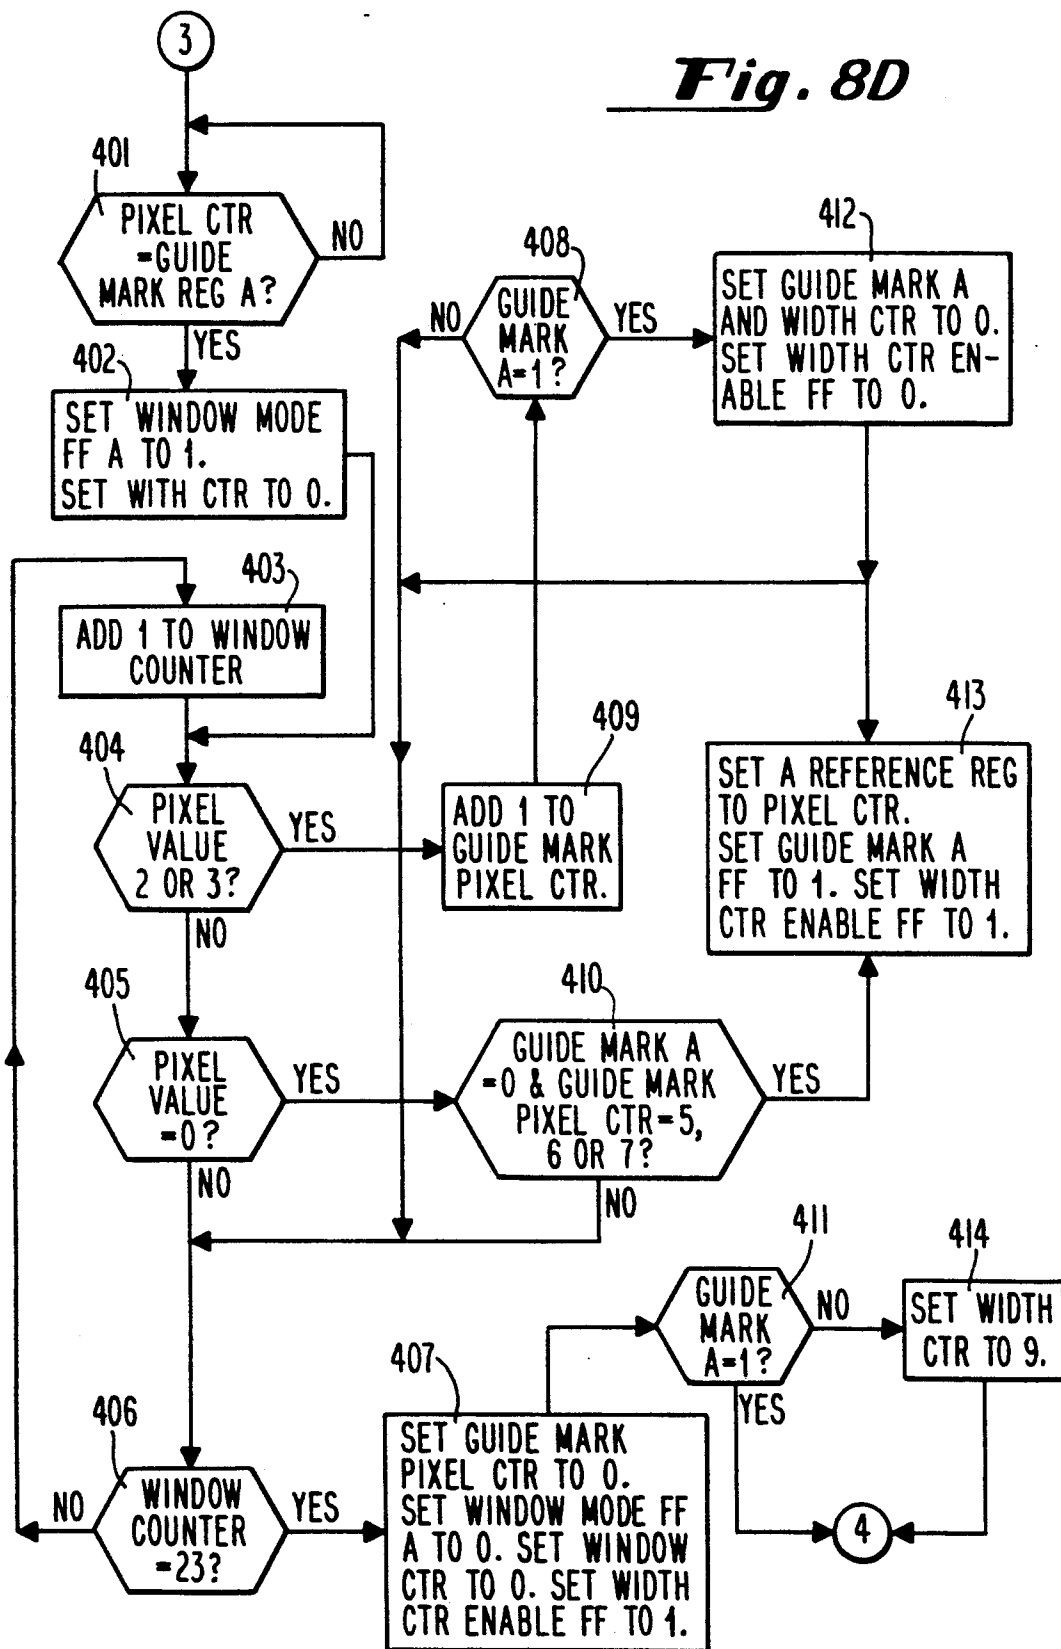 3
Fig. 8D
401
PIXEL CTR
=GUIDE
MARK REG A?
NO
YES
402
SET WINDOW MODE
FF A TO 1.
SET WITH CTR TO 0.
403
ADD 1 TO WINDOW
COUNTER
404
PIXEL
VALUE
2 OR 3?
YES
NO
405
PIXEL
VALUE
=0?
YES
NO
406
WINDOW
COUNTER
=23?
NO
YES
408
GUIDE
MARK
A=1?
NO
YES
412
SET GUIDE MARK A
AND WIDTH CTR TO 0.
SET WIDTH CTR EN-
ABLE FF TO 0.
409
ADD 1 TO
GUIDE MARK
PIXEL CTR.
413
SET A REFERENCE REG
TO PIXEL CTR.
SET GUIDE MARK A
FF TO 1. SET WIDTH
CTR ENABLE FF TO 1.
410
GUIDE MARK A
=0 & GUIDE MARK
PIXEL CTR=5,
6 OR 7?
YES
NO
407
SET GUIDE MARK
PIXEL CTR TO 0.
SET WINDOW MODE FF
A TO 0. SET WINDOW
CTR TO 0. SET WIDTH
CTR ENABLE FF TO 1.
411
GUIDE
MARK
A=1?
NO
YES
414
SET WIDTH
CTR TO 9.
4